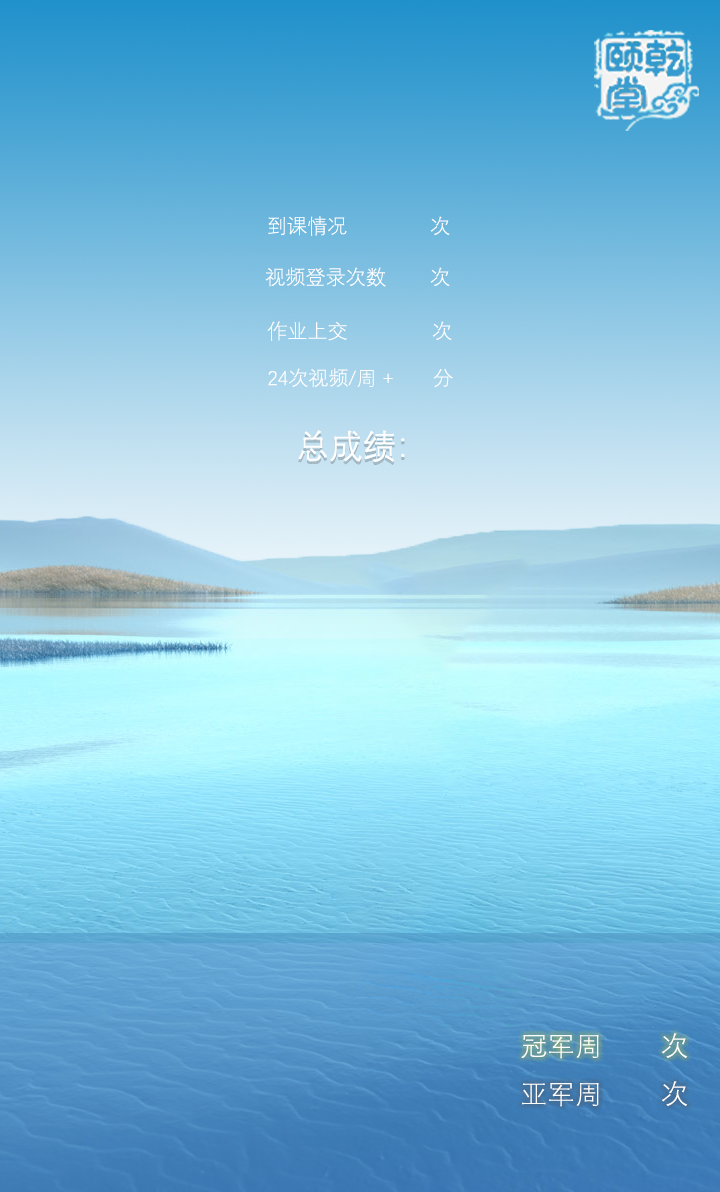 乾颐堂
到课情况 次
视频登录次数 次
作业上交 次
24次视频/周 + 分
总成绩：
冠军周 次
亚军周 次